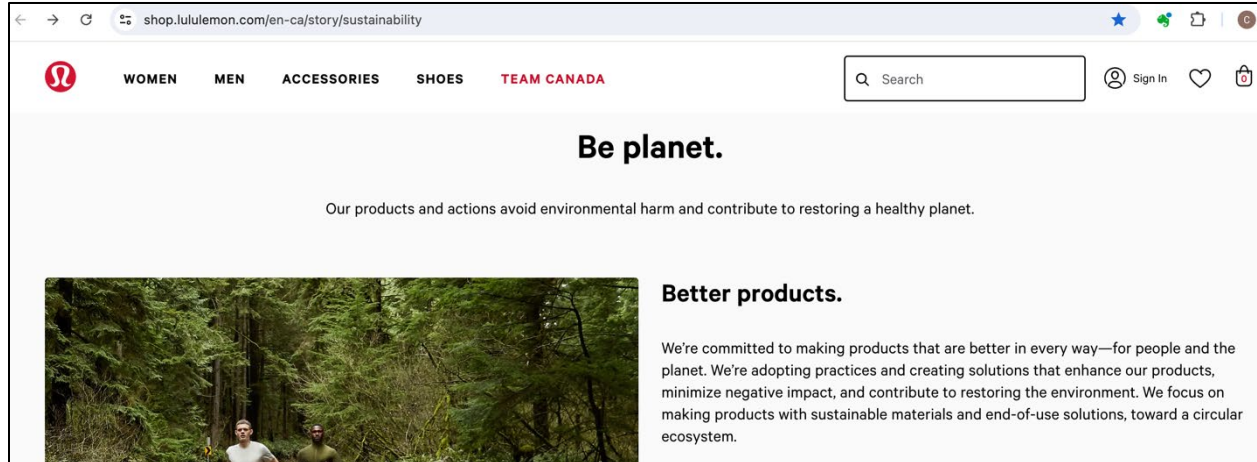 shop.lululemon.com/en-ca/story/sustainability
C
WOMEN MEN ACCESSORIES SHOES TEAM CANADA
Search
Sign In
0
Be planet.
Our products and actions avoid environmental harm and contribute to restoring a healthy planet.
Better products.
We’re committed to making products that are better in every way—for people and the
planet. We’re adopting practices and creating solutions that enhance our products,
minimize negative impact, and contribute to restoring the environment. We focus on
making products with sustainable materials and end-of-use solutions, toward a circular
ecosystem.